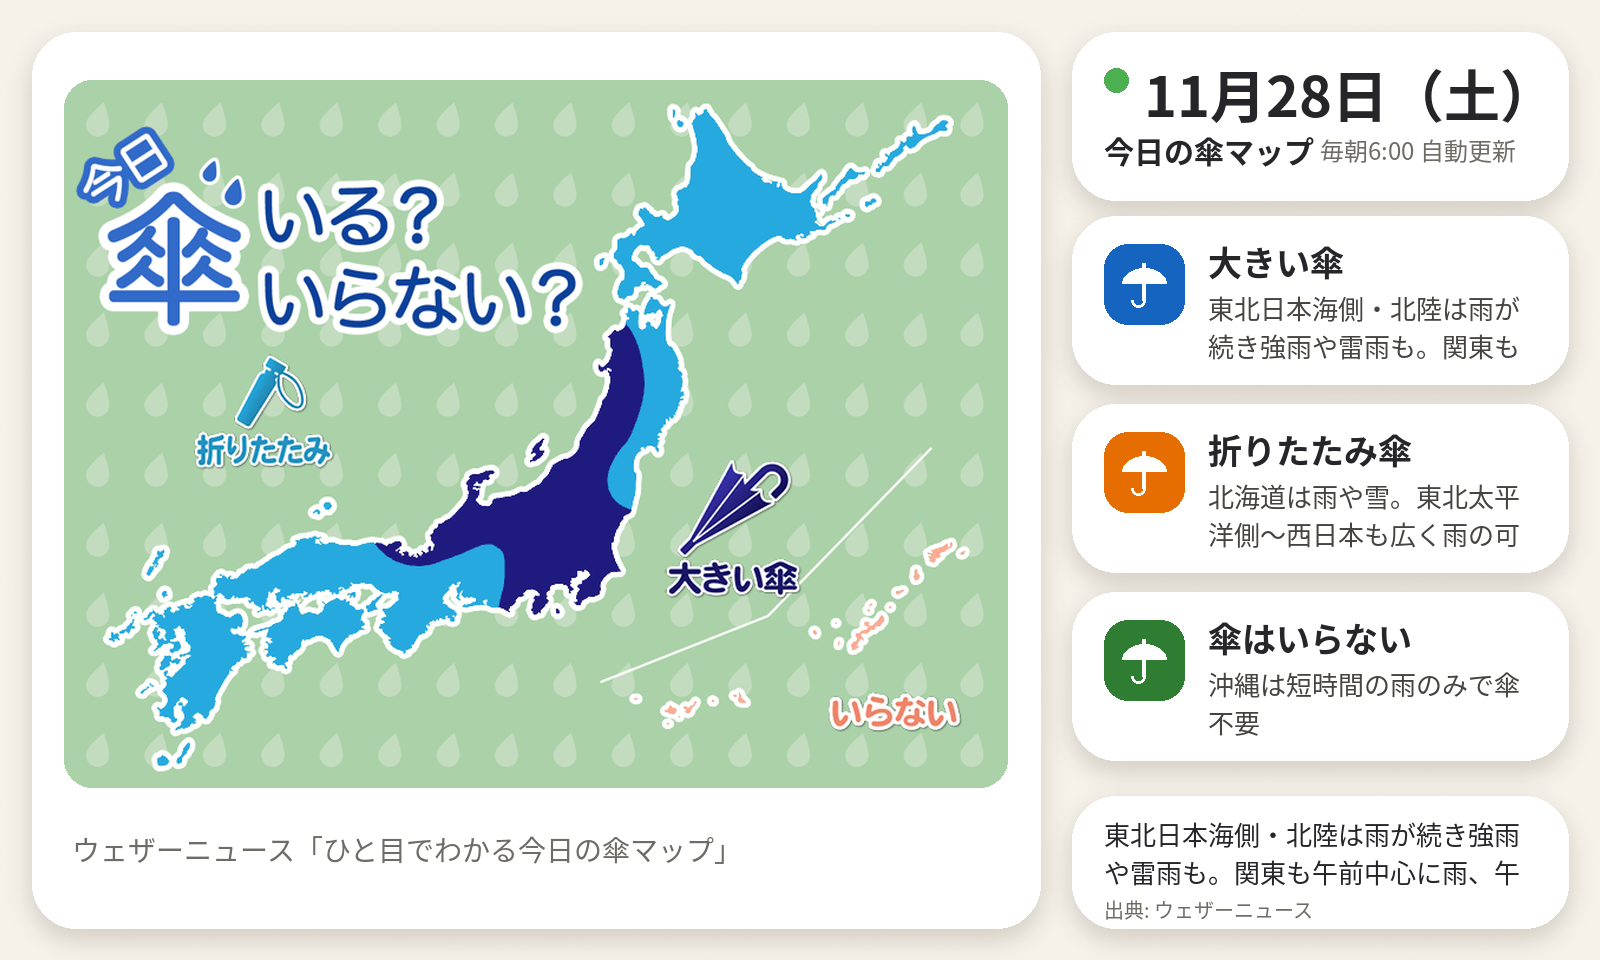 今日
傘いる?
いらない?
折りたたみ
大きい傘
いらない
ウェザーニュース「ひと目でわかる今日の傘マップ」
11月28日（土）
今日の傘マップ 毎朝6:00 自動更新
大きい傘
東北日本海側・北陸は雨が
続き強雨や雷雨も。関東も
折りたたみ傘
北海道は雨や雪。東北太平
洋側～西日本も広く雨の可
傘はいらない
沖縄は短時間の雨のみで傘
不要
東北日本海側・北陸は雨が続き強雨
や雷雨も。関東も午前中心に雨、午
出典: ウェザーニュース